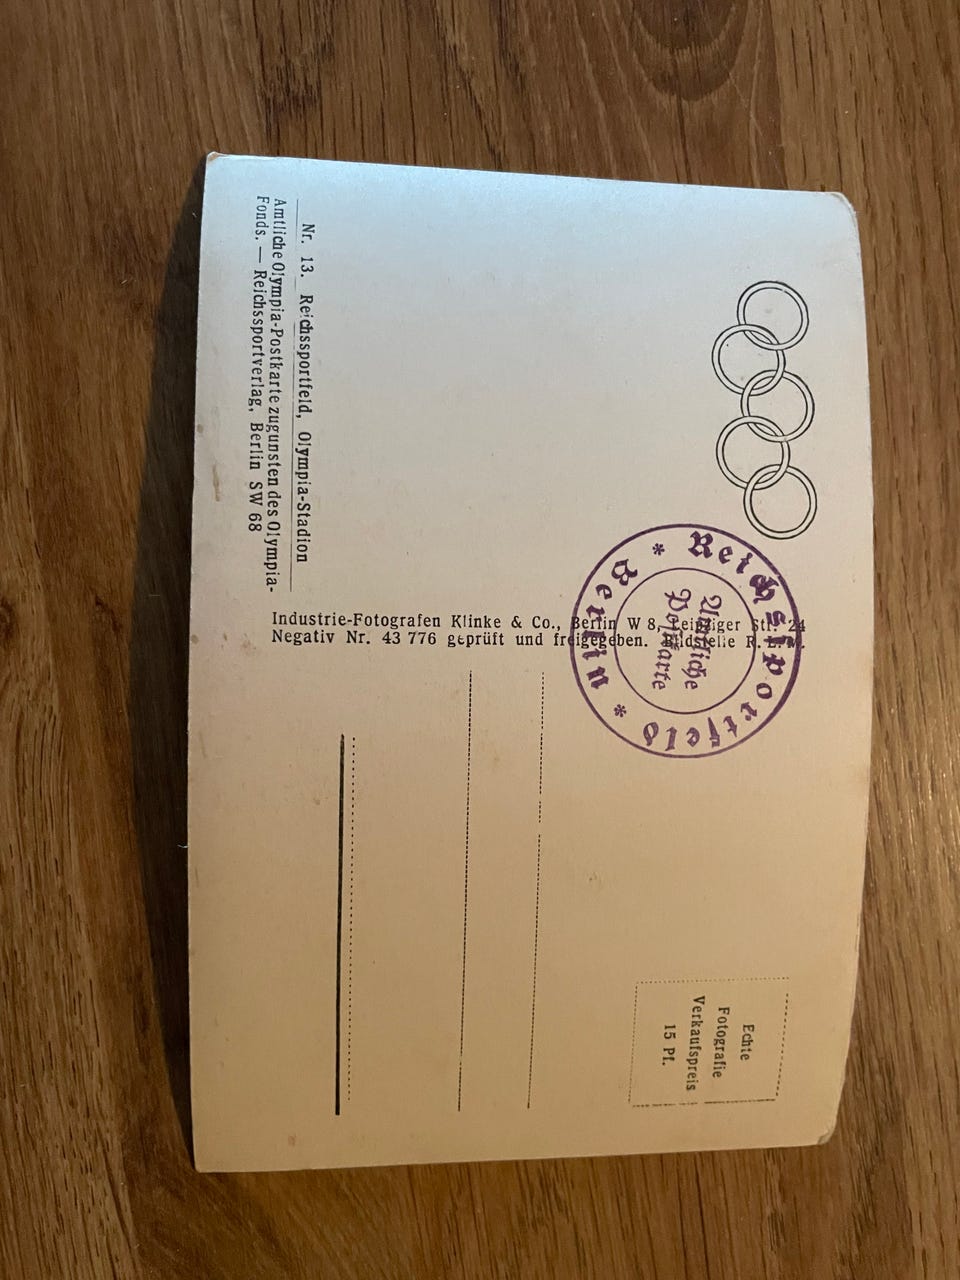 Nr. 13. Reichssportfeld, Olympia-Stadion
Amtliche Olympia-Postkarte zugunsten des Olympia-
Fonds. — Reichssportverlag, Berlin SW 68
Industrie-Fotografen Klinke & Co., Berlin W 8, Leipziger Str. 24
Negativ Nr. 43 776 geprüft und freigegeben. Bildstelle R.L.M.
Reichssportfeld
* Berlin *
Amtliche
Postkarte
Echte
Fotografie
Verkaufspreis
15 Pf.